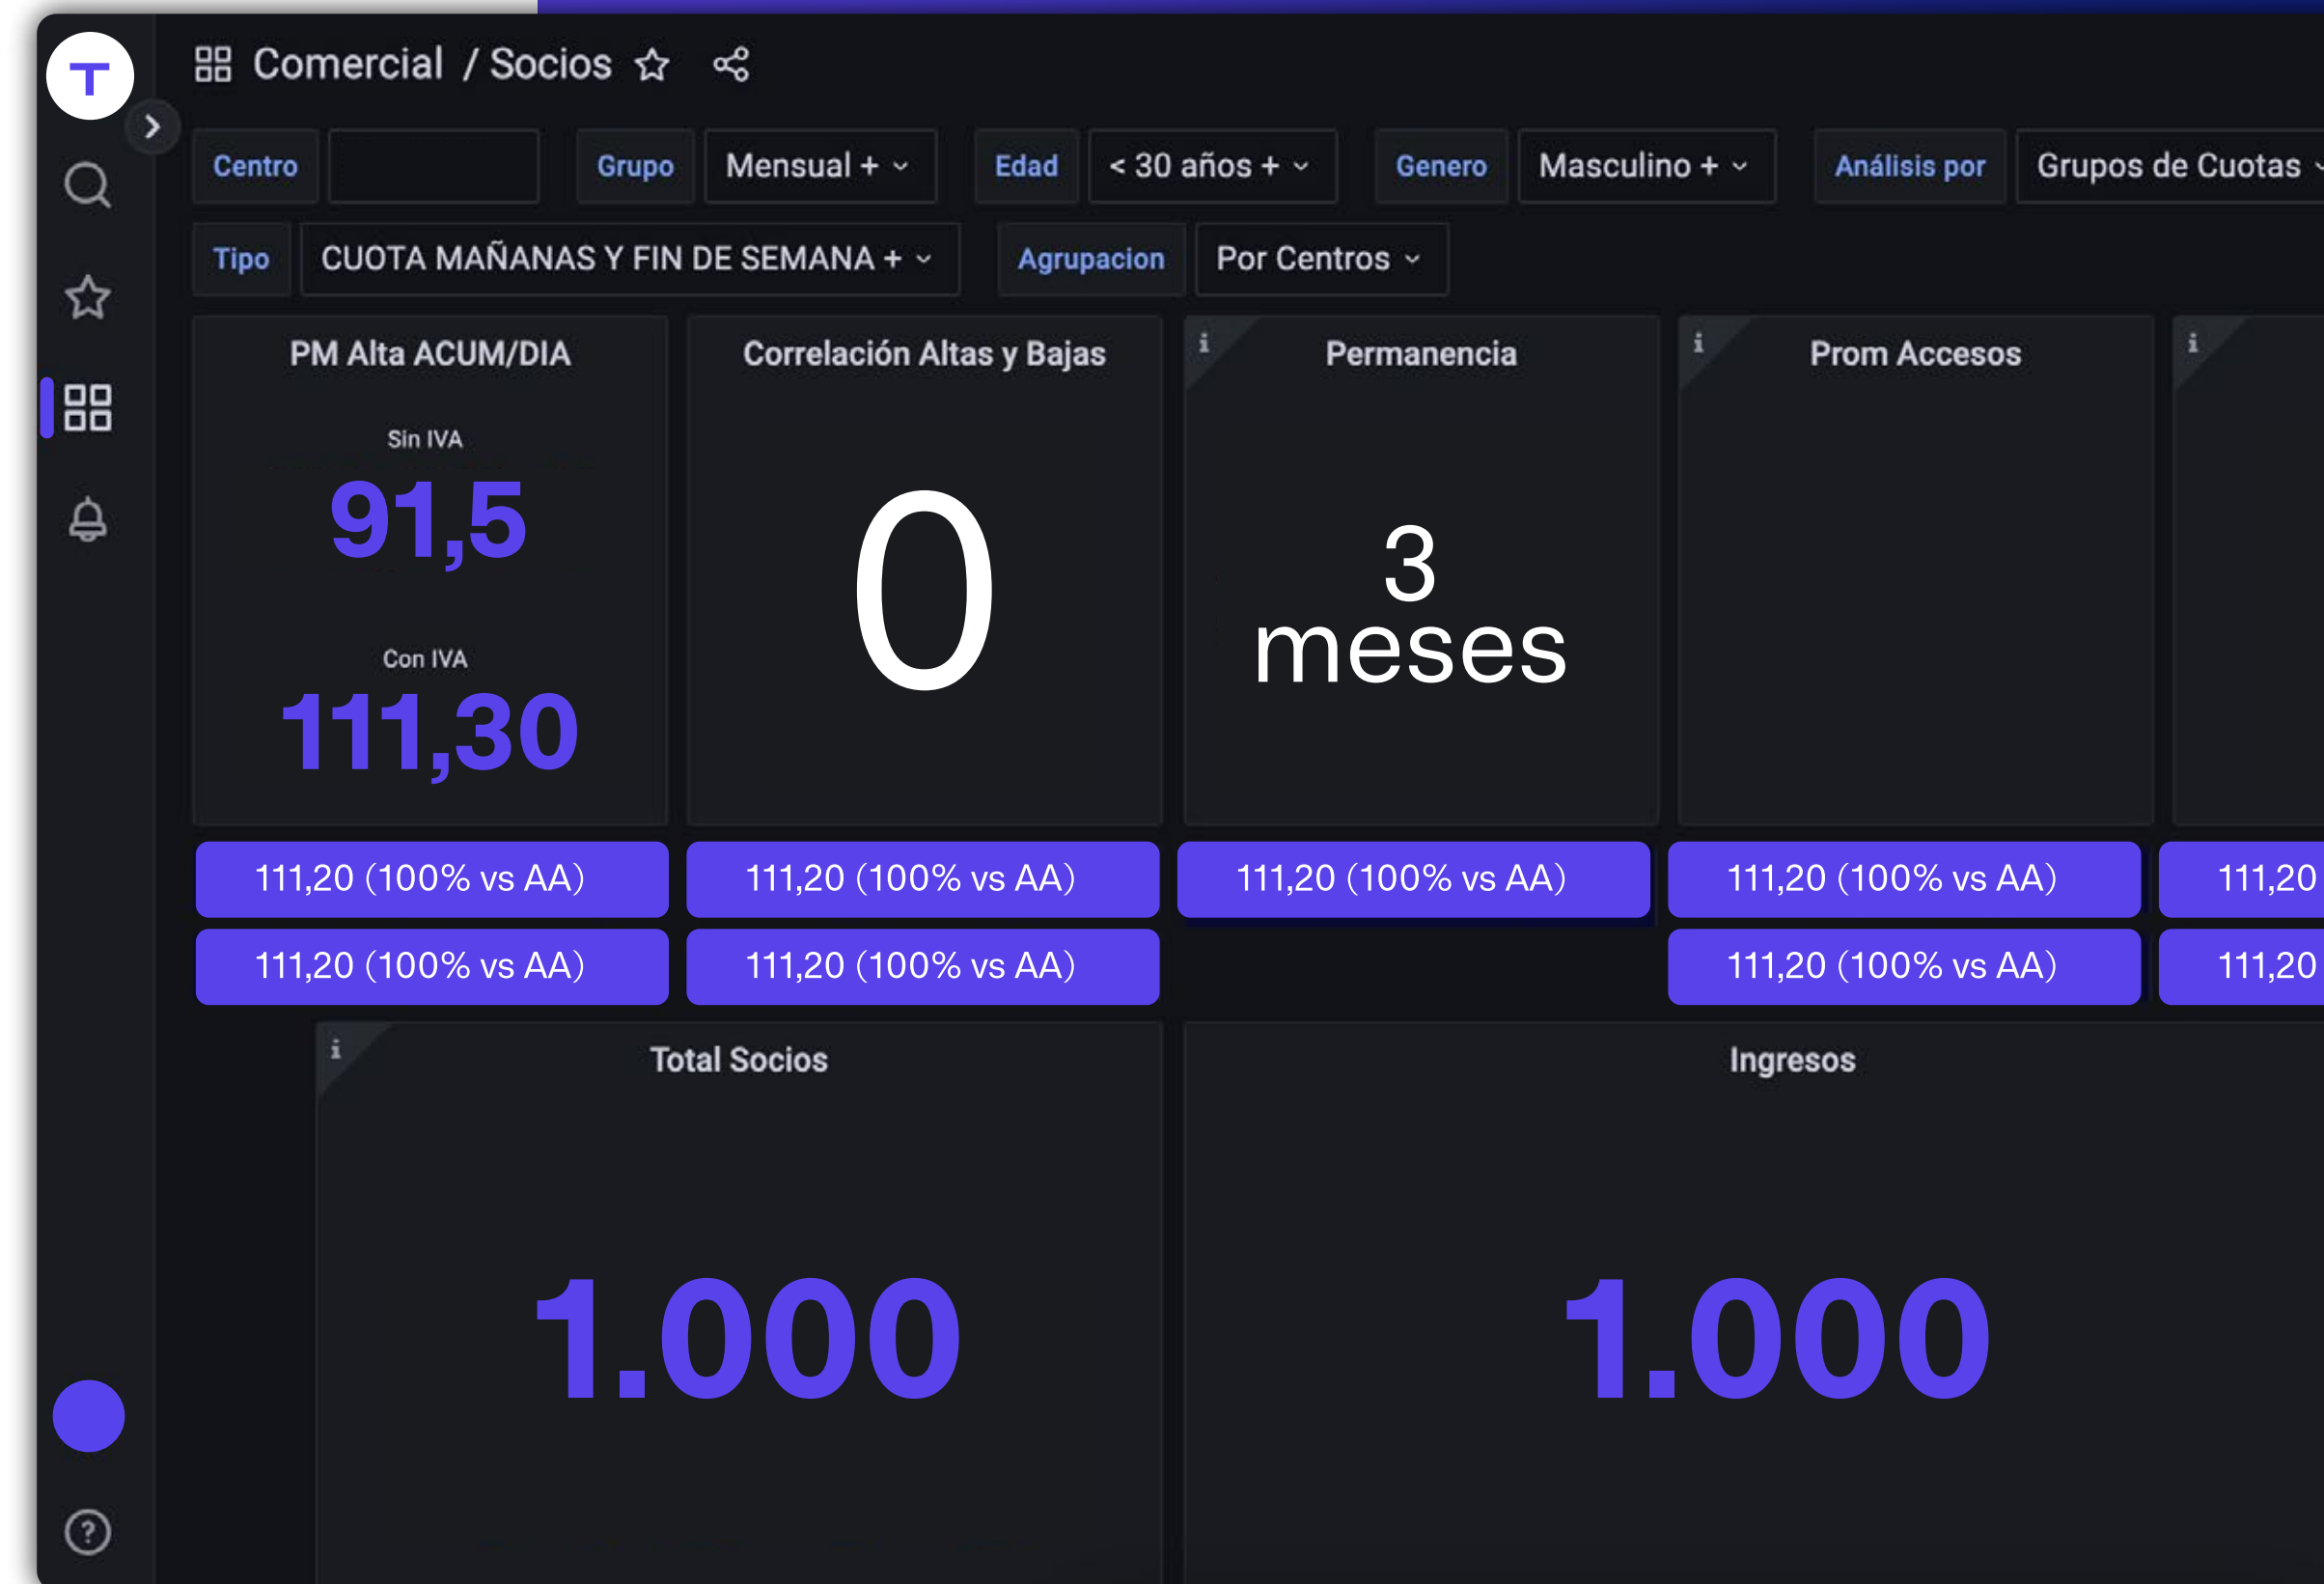 T
Comercial / Socios
Centro
Grupo Mensual +
Edad < 30 años +
Genero Masculino +
Análisis por Grupos de Cuotas
Tipo CUOTA MAÑANAS Y FIN DE SEMANA +
Agrupacion Por Centros
PM Alta ACUM/DIA
Sin IVA
91,5
Con IVA
111,30
Correlación Altas y Bajas
0
i
Permanencia
3
meses
i
Prom Accesos
i
111,20 (100% vs AA)
111,20 (100% vs AA)
111,20 (100% vs AA)
111,20 (100% vs AA)
111,20
111,20 (100% vs AA)
111,20 (100% vs AA)
111,20 (100% vs AA)
111,20
i
Total Socios
1.000
Ingresos
1.000
?